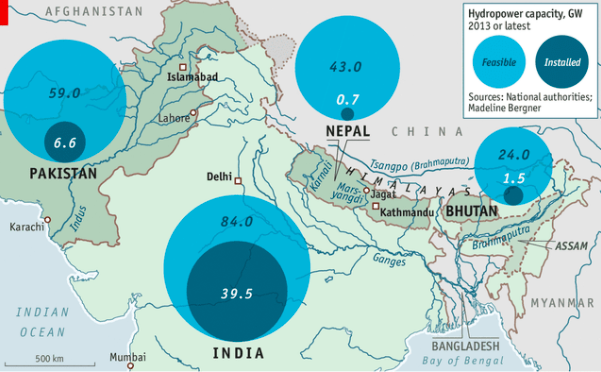 AFGHANISTAN
Hydropower capacity, GW
2013 or latest
Feasible
Installed
Sources: National authorities;
Madeline Bergner
Islamabad
59.0
6.6
PAKISTAN
Lahore
43.0
0.7
NEPAL
CHINA
Tsangpo (Brahmaputra)
24.0
1.5
BHUTAN
HIMALAYAS
Karnali
Mars-
yangdi
Jagat
Kathmandu
Delhi
Karachi
Indus
84.0
39.5
INDIA
Ganges
Brahmaputra
ASSAM
MYANMAR
INDIAN
OCEAN
BANGLADESH
Bay of Bengal
500 km
Mumbai